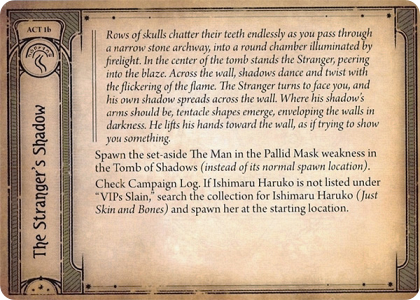 ACT 1b
The Stranger's Shadow
Rows of skulls chatter their teeth endlessly as you pass through
a narrow stone archway, into a round chamber illuminated by
firelight. In the center of the tomb stands the Stranger, peering
into the blaze. Across the wall, shadows dance and twist with
the flickering of the flame. The Stranger turns to face you, and
his own shadow spreads across the wall. Where his shadow's
arms should be, tentacle shapes emerge, enveloping the walls in
darkness. He lifts his hands toward the wall, as if trying to show
you something.
Spawn the set-aside The Man in the Pallid Mask weakness in
the Tomb of Shadows (instead of its normal spawn location).
Check Campaign Log. If Ishimaru Haruko is not listed under
“VIPs Slain,” search the collection for Ishimaru Haruko (Just
Skin and Bones) and spawn her at the starting location.